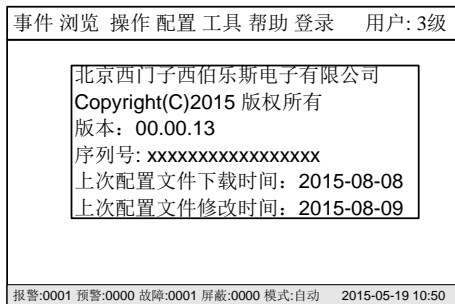 事件 浏览 操作 配置 工具 帮助 登录 用户: 3级
北京西门子西伯乐斯电子有限公司
Copyright(C)2015 版权所有
版本：00.00.13
序列号: xxxxxxxxxxxxxxxxx
上次配置文件下载时间：2015-08-08
上次配置文件修改时间：2015-08-09
报警:0001 预警:0000 故障:0001 屏蔽:0000 模式:自动 2015-05-19 10:50